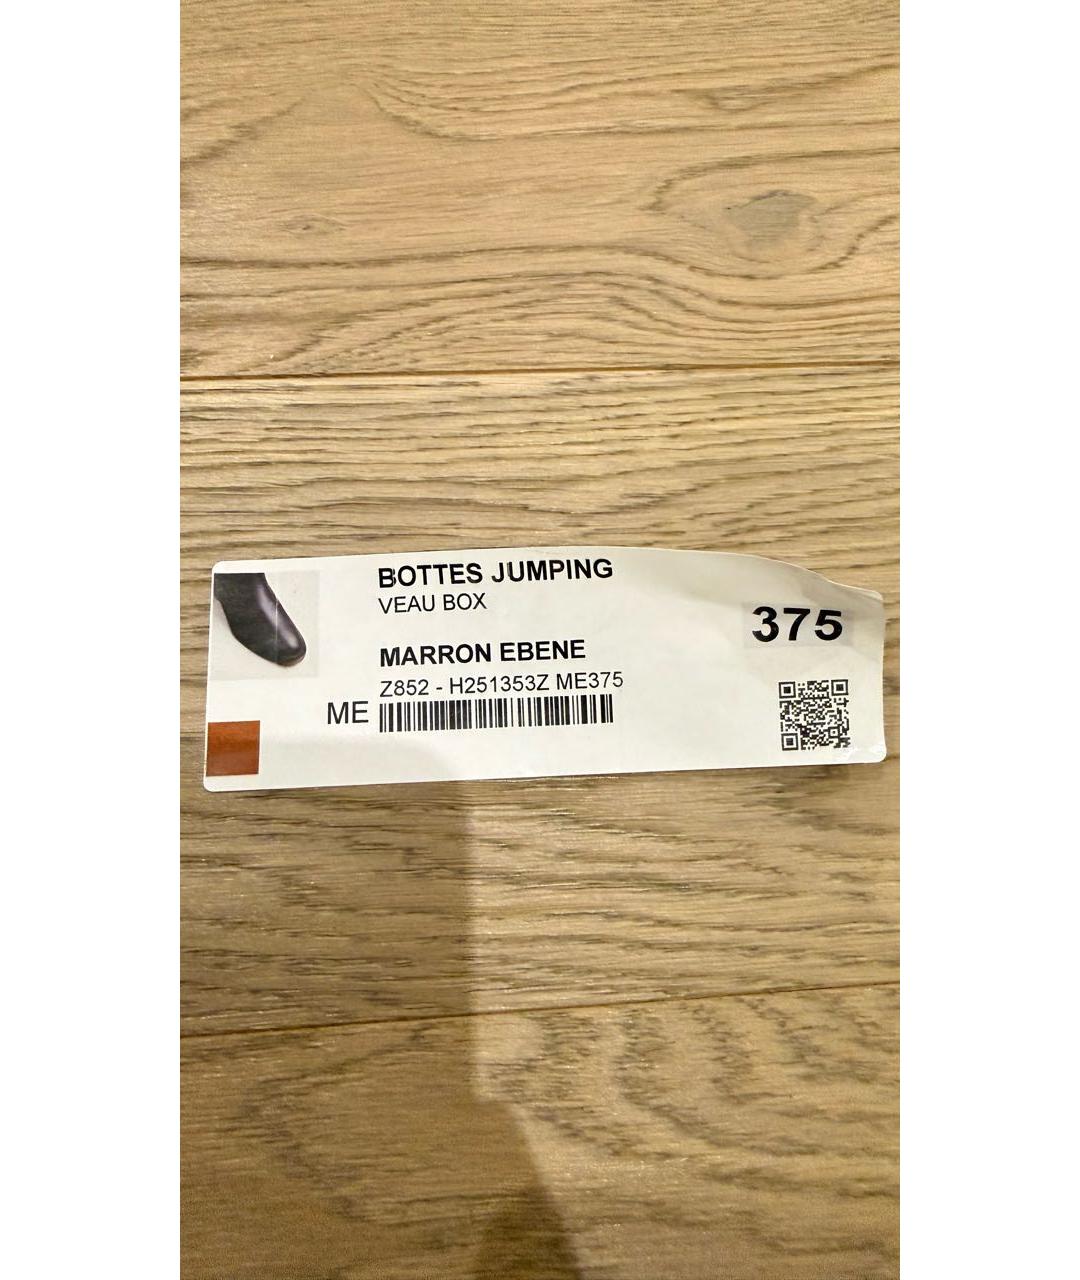 BOTTES JUMPING
VEAU BOX
375
MARRON EBENE
Z852 - H251353Z ME375
ME